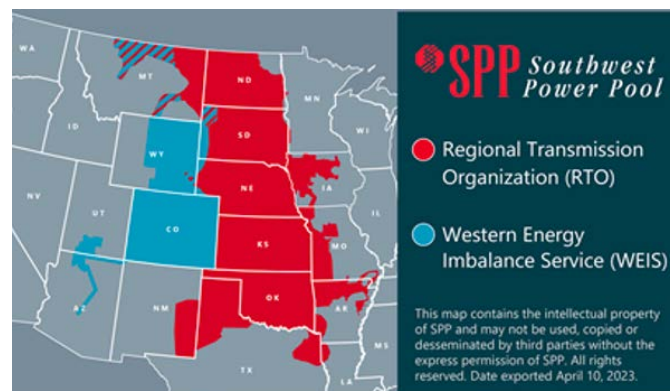 WA
MT
ND
MN
ID
SD
WI
WY
NE
IA
NV
UT
CO
IL
KS
MO
AZ
NM
OK
AR
TX
MS
LA
SPP Southwest
Power Pool
Regional Transmission
Organization (RTO)
Western Energy
Imbalance Service (WEIS)
This map contains the intellectual property
of SPP and may not be used, copied or
desseminated by third parties without the
express permission of SPP. All rights
reserved. Date exported April 10, 2023.